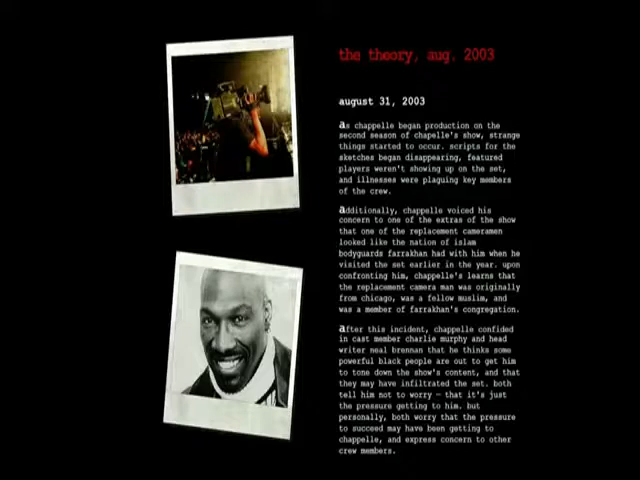 the theory, aug. 2003
august 31, 2003
as chappelle began production on the
second season of chapelle's show, strange
things started to occur. scripts for the
sketches began disappearing, featured
players weren't showing up on the set,
and illnesses were plaguing key members
of the crew.
additionally, chappelle voiced his
concern to one of the extras of the show
that one of the replacement cameramen
looked like the nation of islam
bodyguards farrakhan had with him when he
visited the set earlier in the year. upon
confronting him, chappelle's learns that
the replacement camera man was originally
from chicago, was a fellow muslim, and
was a member of farrakhan's congregation.
after this incident, chappelle confided
in cast member charlie murphy and head
writer neal brennan that he thinks some
powerful black people are out to get him
to tone down the show's content, and that
they may have infiltrated the set. both
tell him not to worry – that it's just
the pressure getting to him. but
personally, both worry that the pressure
to succeed may have been getting to
chappelle, and express concern to other
crew members.